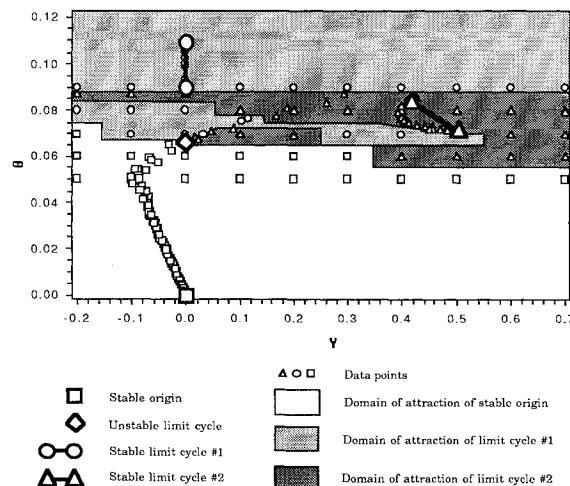 0.12
0.10
0.08
0.06
0.04
0.02
0.00
θ
-0.2 -0.1 0.0 0.1 0.2 0.3 0.4 0.5 0.6 0.7
Y
Stable origin
Unstable limit cycle
Stable limit cycle #1
Stable limit cycle #2
Data points
Domain of attraction of stable origin
Domain of attraction of limit cycle #1
Domain of attraction of limit cycle #2